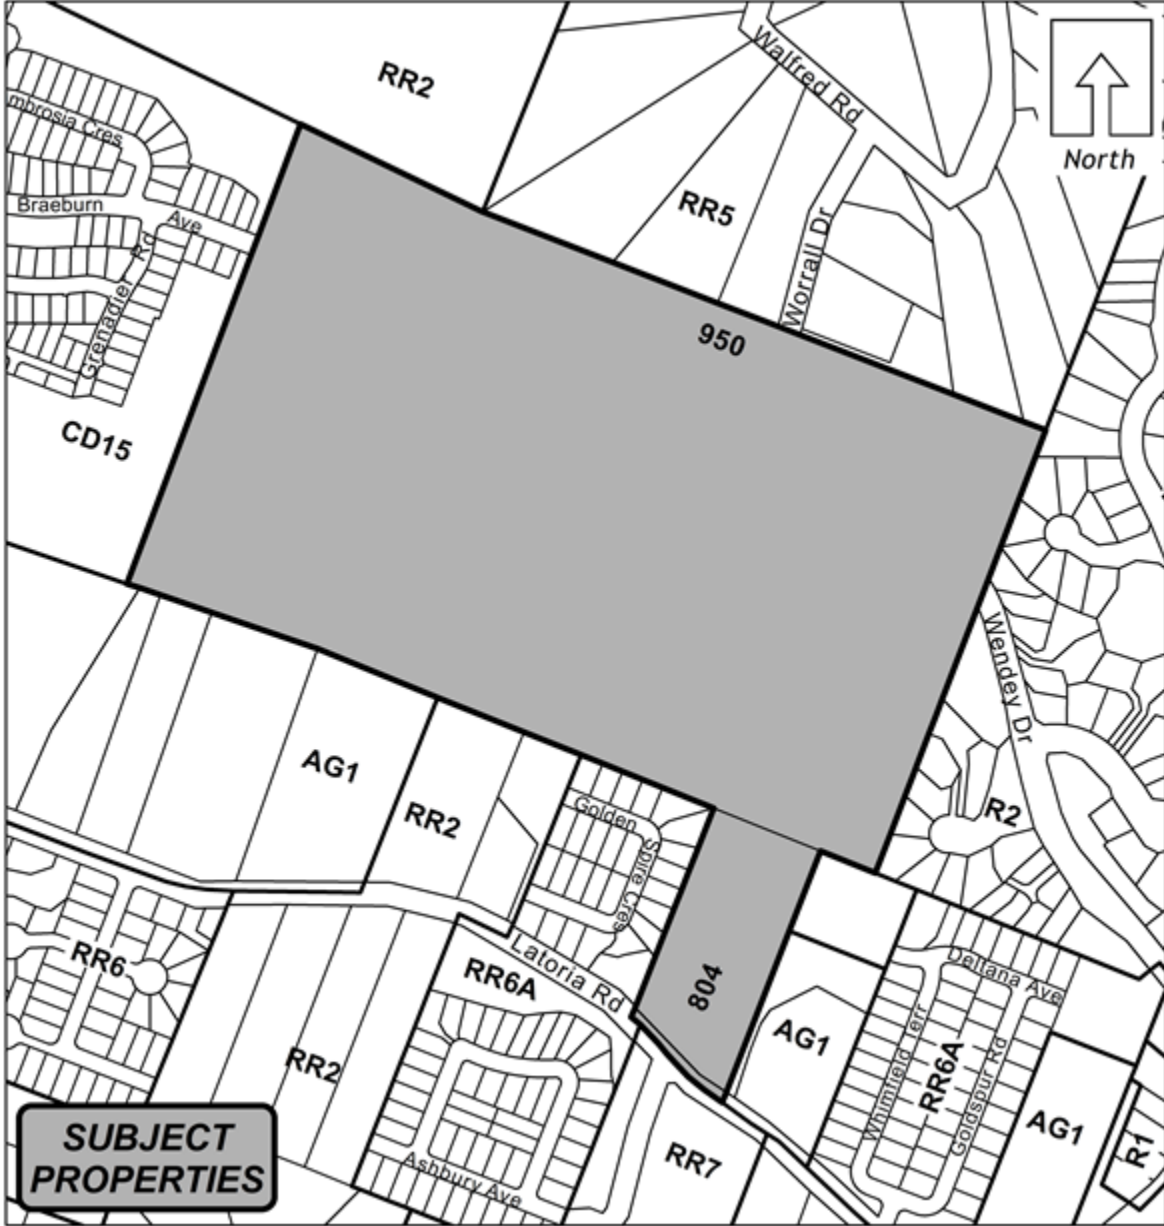 RR2
Walfred Rd
North
mbrosia Cres
Braeburn
Ave
RR5
Worrall Dr
Grenadier Rd
950
CD15
Wendey Dr
AG1
RR2
Golden
Spire Cres
R2
RR6
Latoria Rd
RR6A
804
Deltana Ave
AG1
Whimfield Terr
RR6A
Goldspur Rd
RR2
AG1
R1
RR7
Ashbury Ave
SUBJECT
PROPERTIES